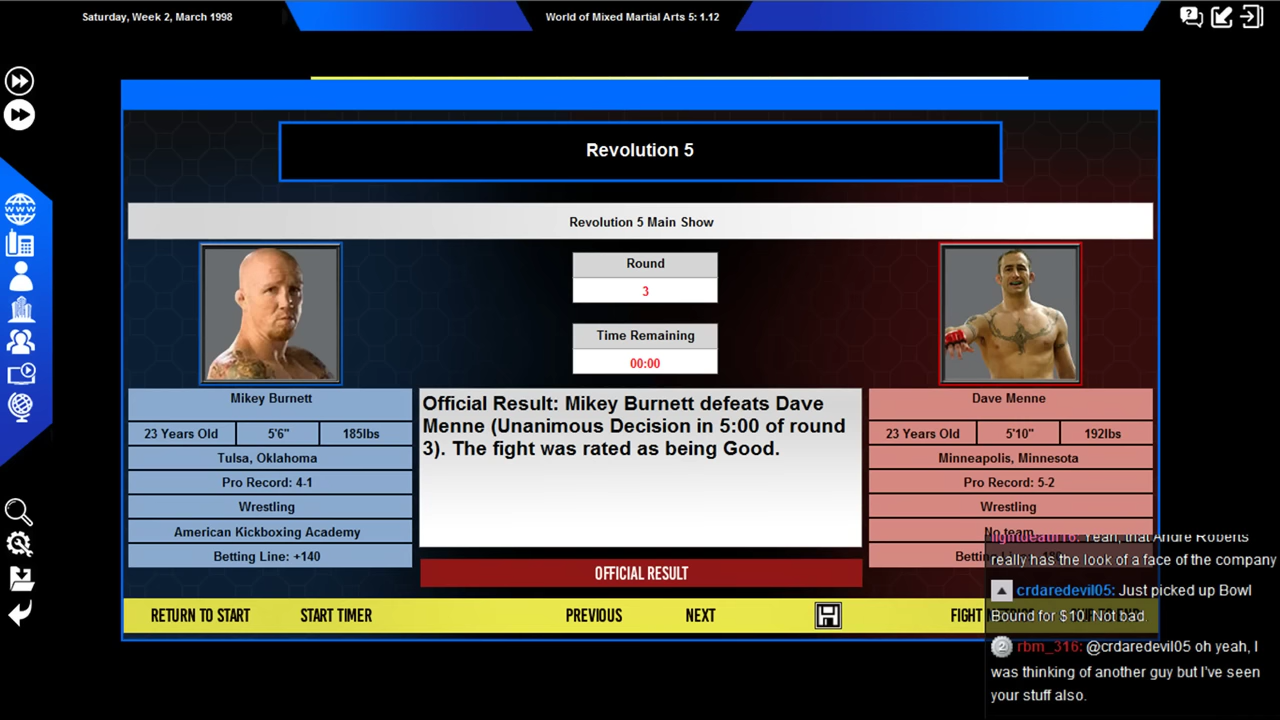 Saturday, Week 2, March 1998
World of Mixed Martial Arts 5: 1.12
Revolution 5
Revolution 5 Main Show
Round
3
Time Remaining
00:00
Mikey Burnett
23 Years Old
5'6"
185lbs
Tulsa, Oklahoma
Pro Record: 4-1
Wrestling
American Kickboxing Academy
Betting Line: +140
Official Result: Mikey Burnett defeats Dave
Menne (Unanimous Decision in 5:00 of round
3). The fight was rated as being Good.
OFFICIAL RESULT
Dave Menne
23 Years Old
5'10"
192lbs
Minneapolis, Minnesota
Pro Record: 5-2
Wrestling
No team
RETURN TO START
START TIMER
PREVIOUS
NEXT
FIGHT
Yeah, that Andre Roberts
really has the look of a face of the company
crdaredevil05: Just picked up Bowl
Bound for $10. Not bad.
rbm_316: @crdaredevil05 oh yeah, I
was thinking of another guy but I've seen
your stuff also.
WWW
2